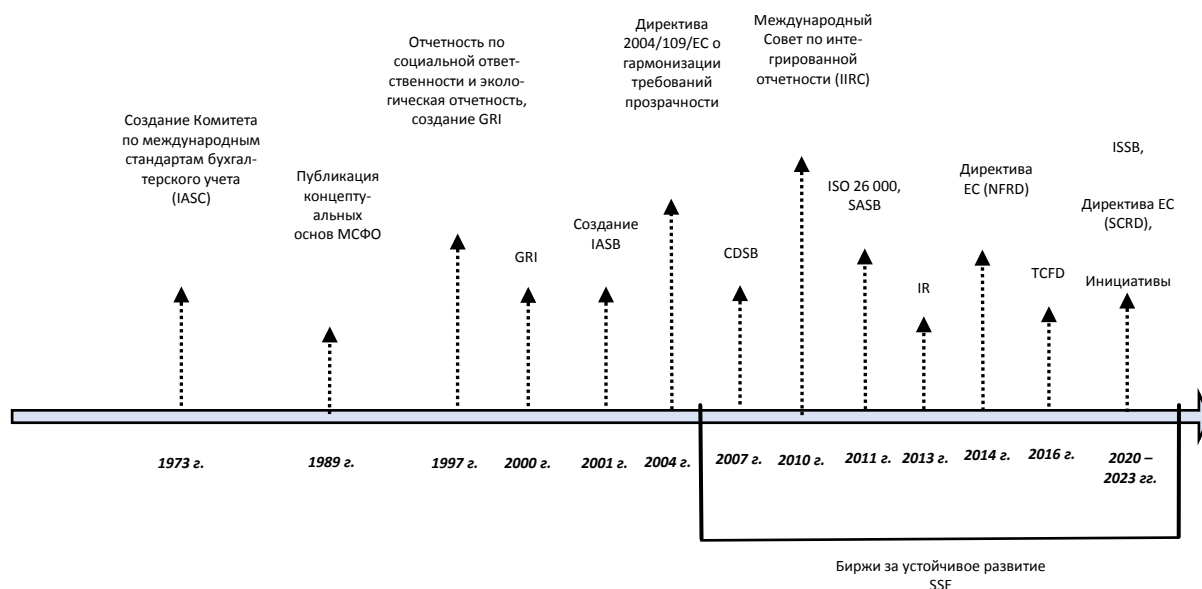 Создание Комитета
по международным
стандартам бухгал-
терского учета
(IASC)
Публикация
концепту-
альных
основ МСФО
Отчетность по
социальной ответ-
ственности и эколо-
гическая отчетность,
создание GRI
GRI
Создание
IASB
Директива
2004/109/ЕС о
гармонизации
требований
прозрачности
CDSB
Международный
Совет по инте-
грированной
отчетности (IIRC)
ISO 26 000,
SASB
IR
Директива
ЕС (NFRD)
TCFD
ISSB,
Директива ЕС
(SCRD),
Инициативы
1973 г.
1989 г.
1997 г.
2000 г.
2001 г.
2004 г.
2007 г.
2010 г.
2011 г.
2013 г.
2014 г.
2016 г.
2020 –
2023 гг.
Биржи за устойчивое развитие
SSE